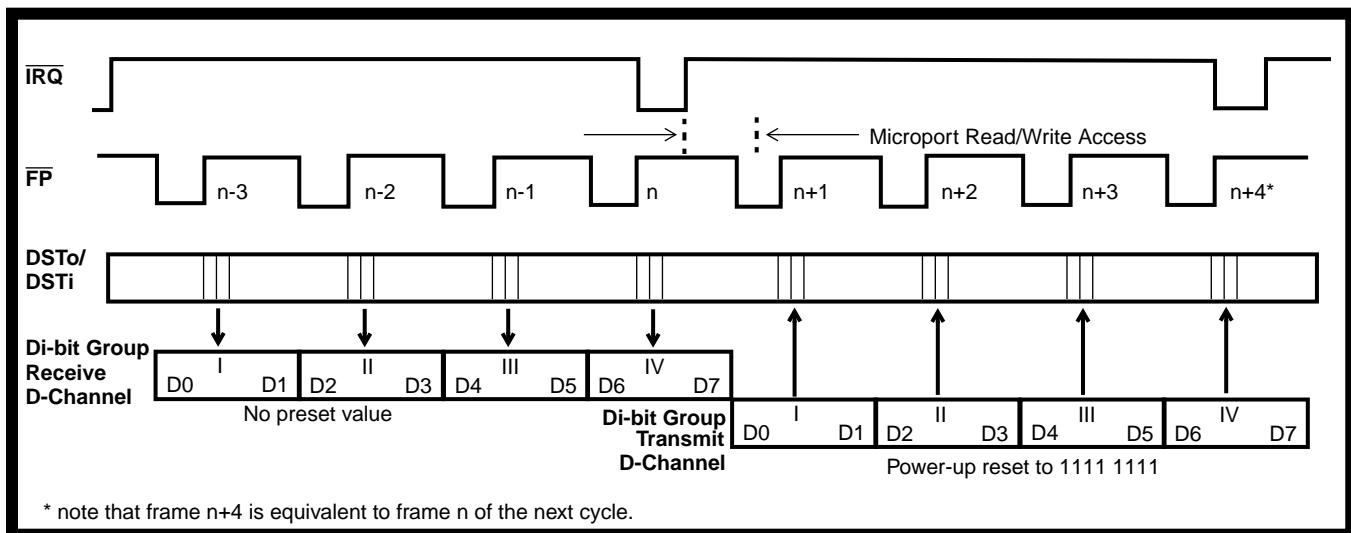 IRQ
Microport Read/Write Access
FP
n-3 n-2 n-1 n n+1 n+2 n+3 n+4*
DSTo/
DSTi
Di-bit Group
Receive
D-Channel
I II III IV
D0 D1 D2 D3 D4 D5 D6 D7
No preset value
Di-bit Group
Transmit
D-Channel
I II III IV
D0 D1 D2 D3 D4 D5 D6 D7
Power-up reset to 1111 1111
* note that frame n+4 is equivalent to frame n of the next cycle.